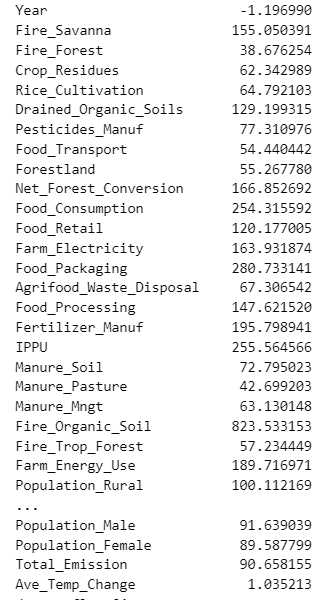 Year -1.196990
Fire_Savanna 155.050391
Fire_Forest 38.676254
Crop_Residues 62.342989
Rice_Cultivation 64.792103
Drained_Organic_Soils 129.199315
Pesticides_Manuf 77.310976
Food_Transport 54.440442
Forestland 55.267780
Net_Forest_Conversion 166.852692
Food_Consumption 254.315592
Food_Retail 120.177005
Farm_Electricity 163.931874
Food_Packaging 280.733141
Agrifood_Waste_Disposal 67.306542
Food_Processing 147.621520
Fertilizer_Manuf 195.798941
IPPU 255.564566
Manure_Soil 72.795023
Manure_Pasture 42.699203
Manure_Mngt 63.130148
Fire_Organic_Soil 823.533153
Fire_Trop_Forest 57.234449
Farm_Energy_Use 189.716971
Population_Rural 100.112169
...
Population_Male 91.639039
Population_Female 89.587799
Total_Emission 90.658155
Ave_Temp_Change 1.035213